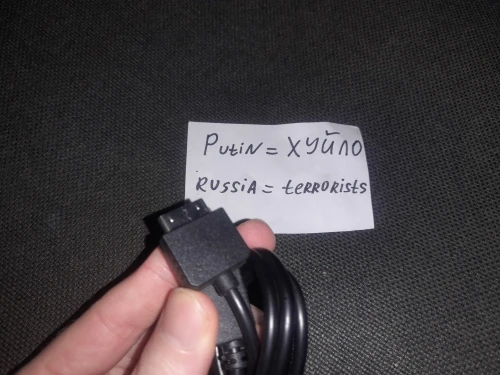 Putin = ХУЙЛО
RUSSIA = teRRORists